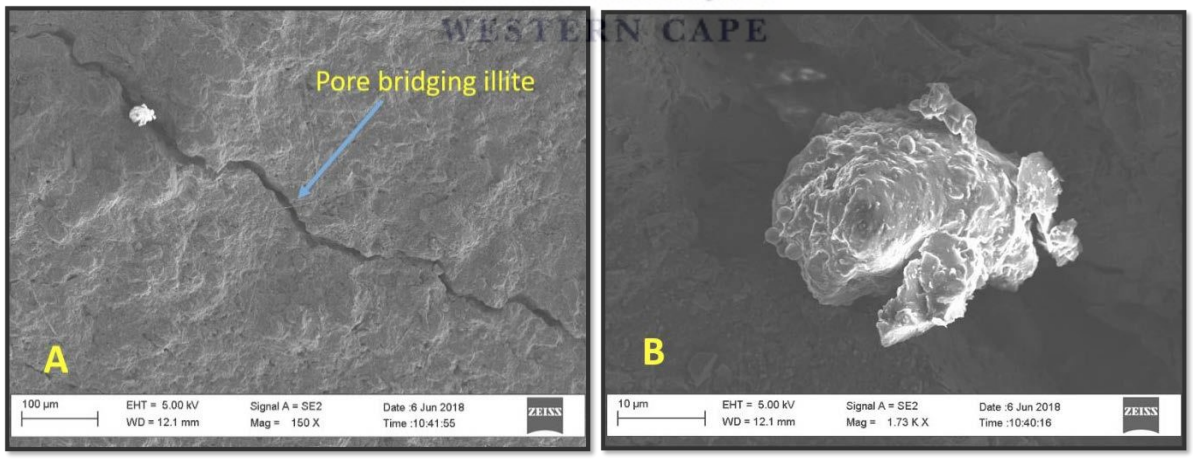 WESTERN CAPE
Pore bridging illite
A
100 µm
EHT = 5.00 kV
WD = 12.1 mm
Signal A = SE2
Mag = 150 X
Date :6 Jun 2018
Time :10:41:55
ZEISS
B
10 µm
EHT = 5.00 kV
WD = 12.1 mm
Signal A = SE2
Mag = 1.73 K X
Date :6 Jun 2018
Time :10:40:16
ZEISS